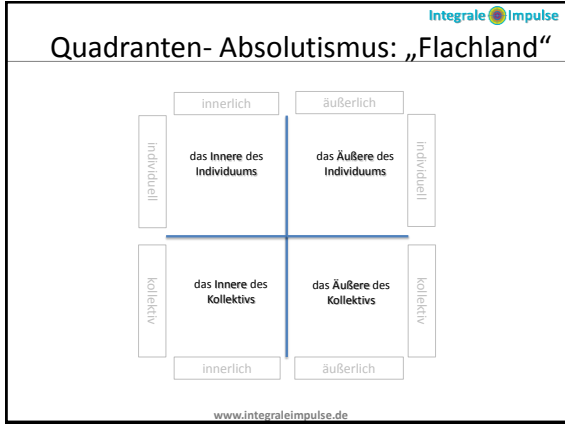 Integrale Impulse
Quadranten- Absolutismus: „Flachland“
innerlich
äußerlich
individuell
das Innere des
Individuums
das Äußere des
Individuums
individuell
kollektiv
das Innere des
Kollektivs
das Äußere des
Kollektivs
kollektiv
innerlich
äußerlich
www.integraleimpulse.de